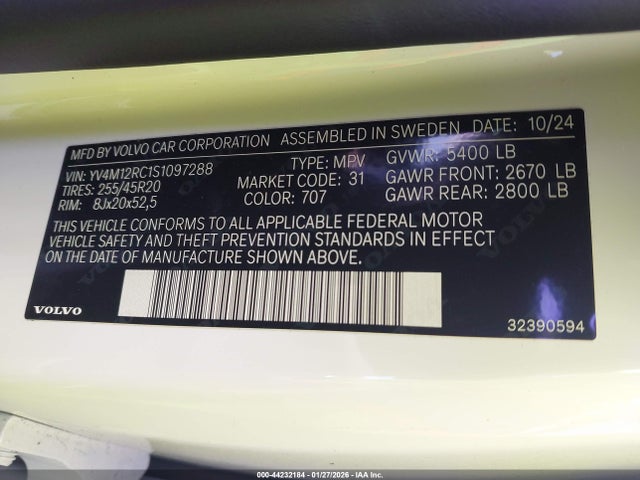 MFD BY VOLVO CAR CORPORATION ASSEMBLED IN SWEDEN DATE: 10/24
VIN: YV4M12RC1S1097288 TYPE: MPV GVWR: 5400 LB
TIRES: 255/45R20 MARKET CODE: 31 GAWR FRONT: 2670 LB
RIM: 8Jx20x52,5 COLOR: 707 GAWR REAR: 2800 LB
THIS VEHICLE CONFORMS TO ALL APPLICABLE FEDERAL MOTOR
VEHICLE SAFETY AND THEFT PREVENTION STANDARDS IN EFFECT
ON THE DATE OF MANUFACTURE SHOWN ABOVE.
VOLVO
32390594
000-44232184 - 01/27/2026 - IAA, Inc.